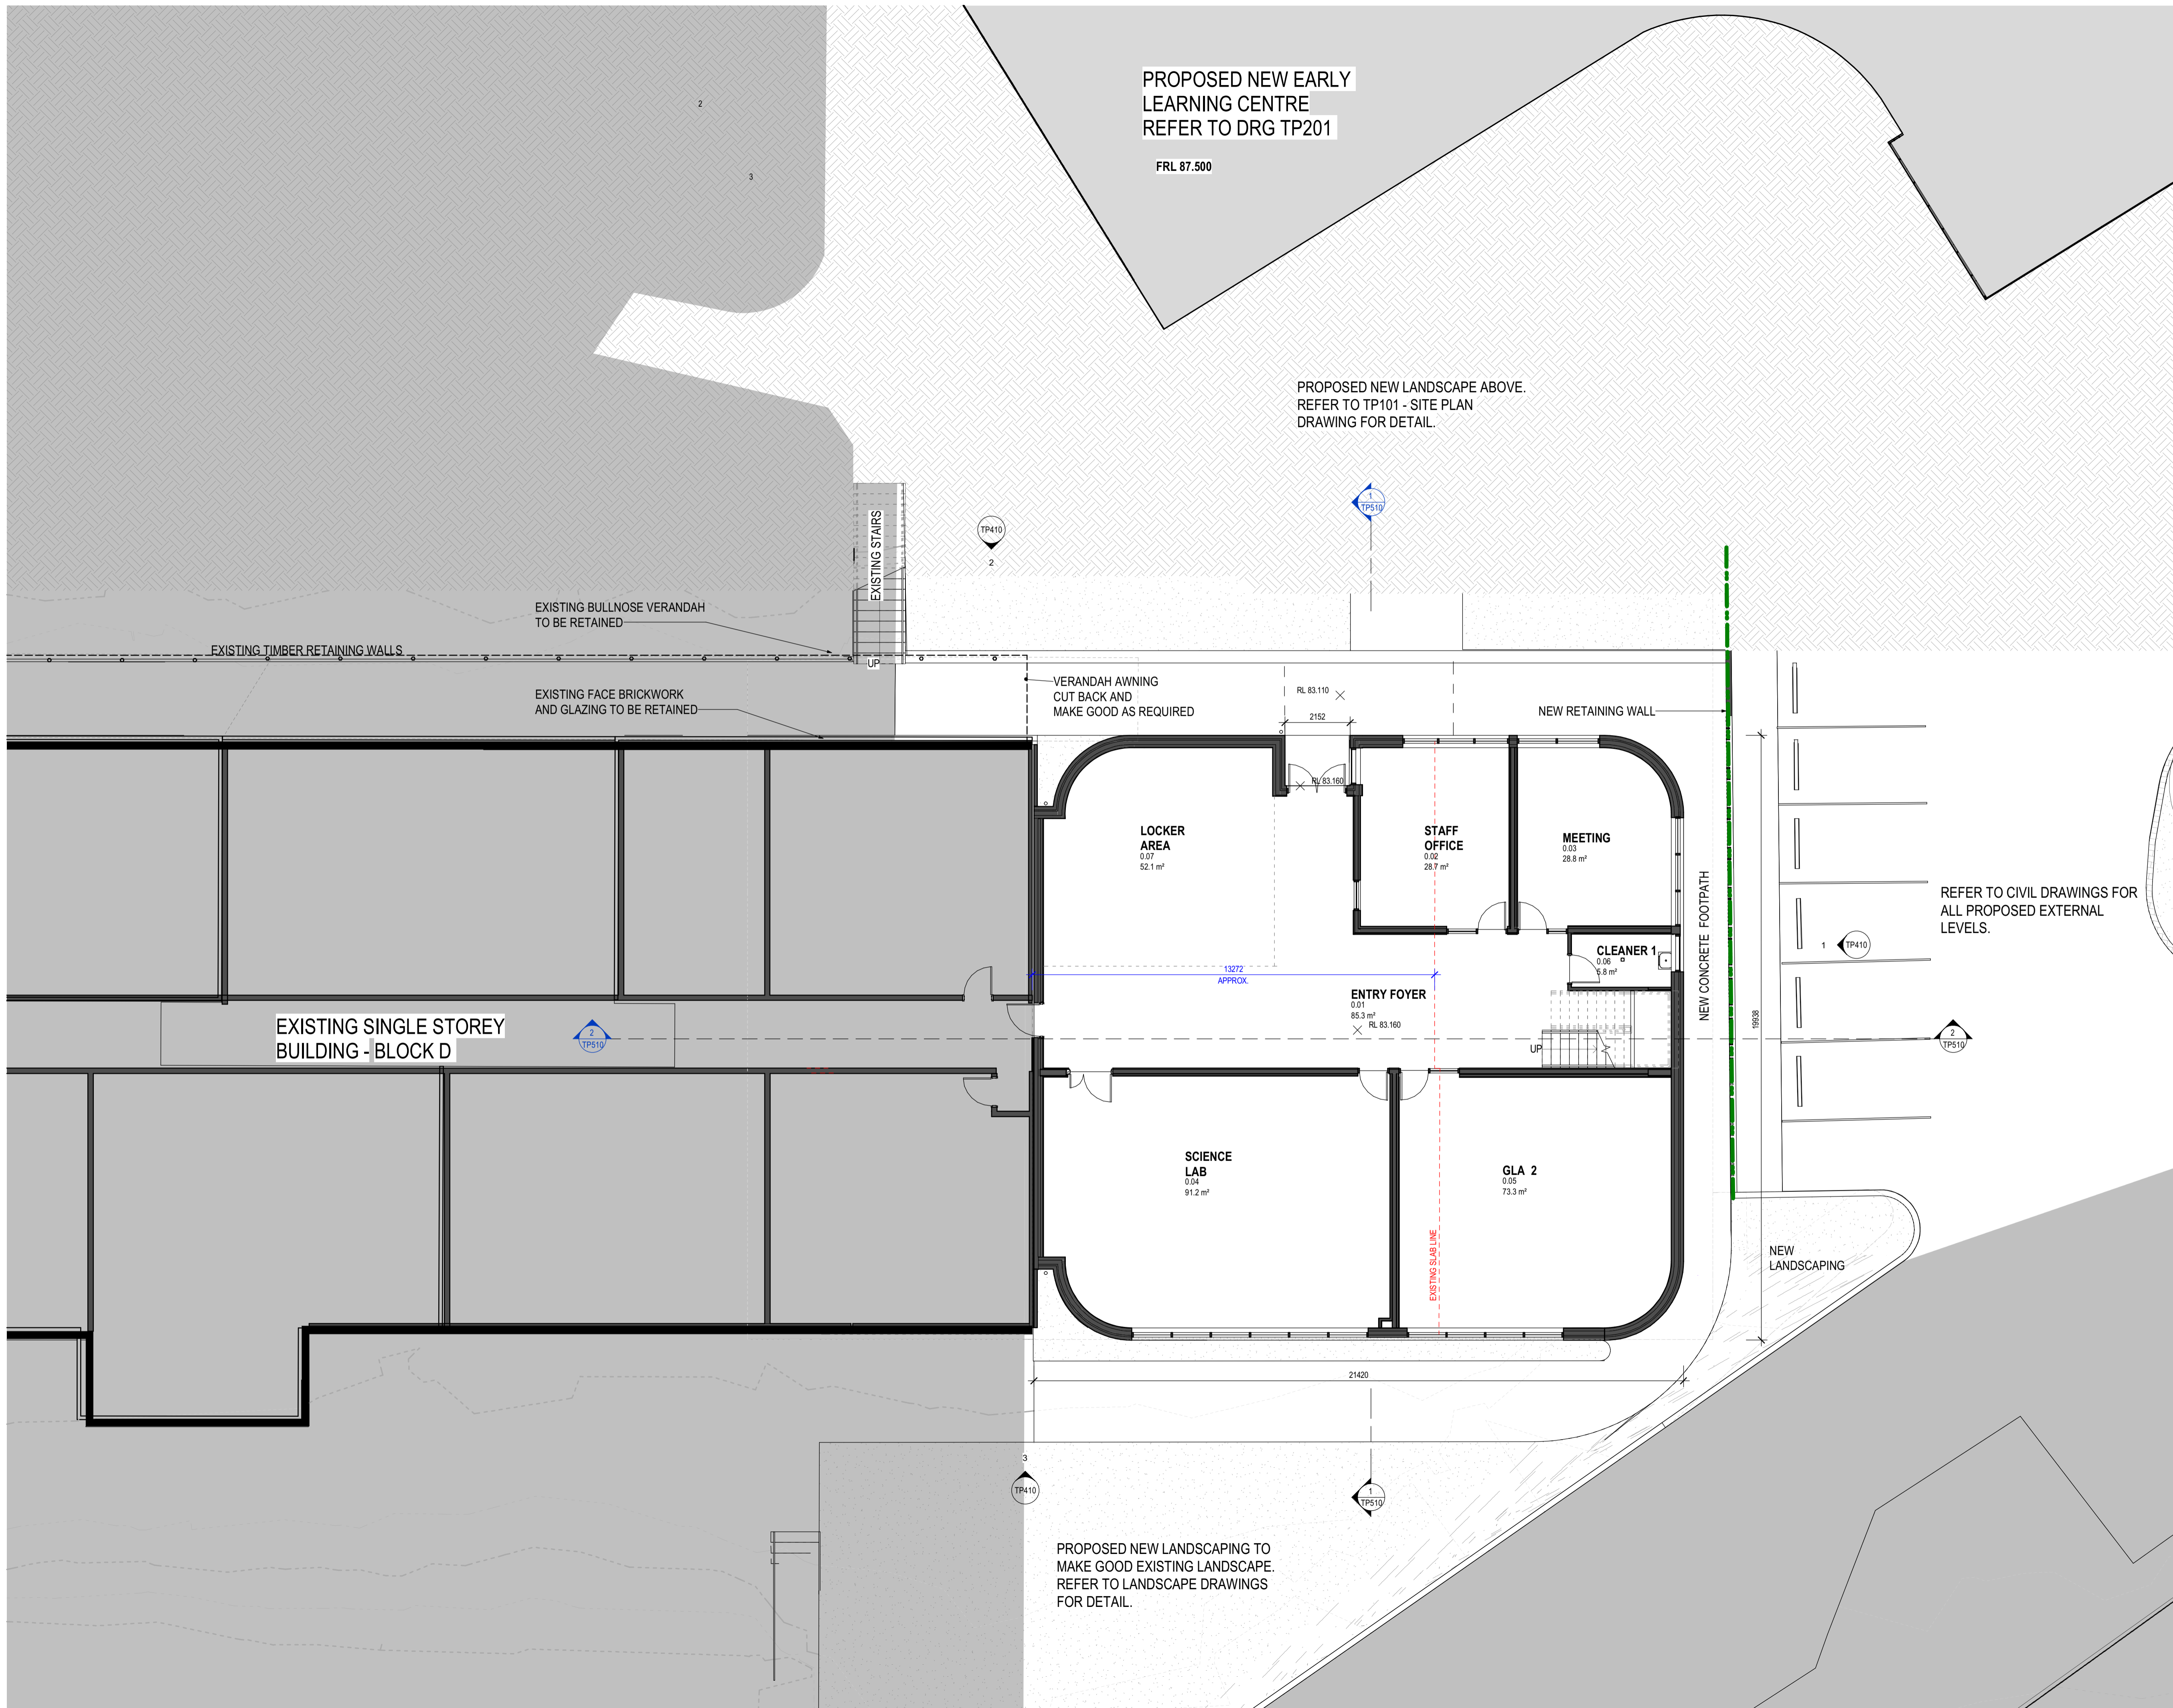 PROPOSED NEW EARLY
LEARNING CENTRE
REFER TO DRG TP201
FRL 87.500
2
3
PROPOSED NEW LANDSCAPE ABOVE.
REFER TO TP101 - SITE PLAN
DRAWING FOR DETAIL.
1
TP510
TP410
2
EXISTING STAIRS
UP
EXISTING BULLNOSE VERANDAH
TO BE RETAINED
EXISTING TIMBER RETAINING WALLS
EXISTING FACE BRICKWORK
AND GLAZING TO BE RETAINED
VERANDAH AWNING
CUT BACK AND
MAKE GOOD AS REQUIRED
RL 83.110
2152
NEW RETAINING WALL
RL 83.160
LOCKER
AREA
0.07
52.1 m²
STAFF
OFFICE
0.02
28.7 m²
MEETING
0.03
28.8 m²
CLEANER 1
0.06
5.8 m²
NEW CONCRETE FOOTPATH
REFER TO CIVIL DRAWINGS FOR
ALL PROPOSED EXTERNAL
LEVELS.
1
TP410
13272
APPROX.
ENTRY FOYER
0.01
85.3 m²
RL 83.160
UP
19938
EXISTING SINGLE STOREY
BUILDING - BLOCK D
2
TP510
2
TP510
SCIENCE
LAB
0.04
91.2 m²
GLA 2
0.05
73.3 m²
EXISTING SLAB LINE
NEW
LANDSCAPING
21420
3
TP410
1
TP510
PROPOSED NEW LANDSCAPING TO
MAKE GOOD EXISTING LANDSCAPE.
REFER TO LANDSCAPE DRAWINGS
FOR DETAIL.